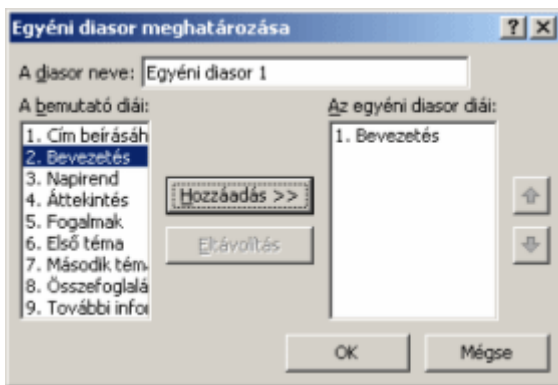 Egyéni diasor meghatározása
A diasor neve: Egyéni diasor 1
A bemutató diái:
1. Cím beírásáh
2. Bevezetés
3. Napirend
4. Áttekintés
5. Fogalmak
6. Első téma
7. Második tém
8. Összefoglalá
9. További infor
Hozzáadás >>
Eltávolítás
Az egyéni diasor diái:
1. Bevezetés
OK
Mégse